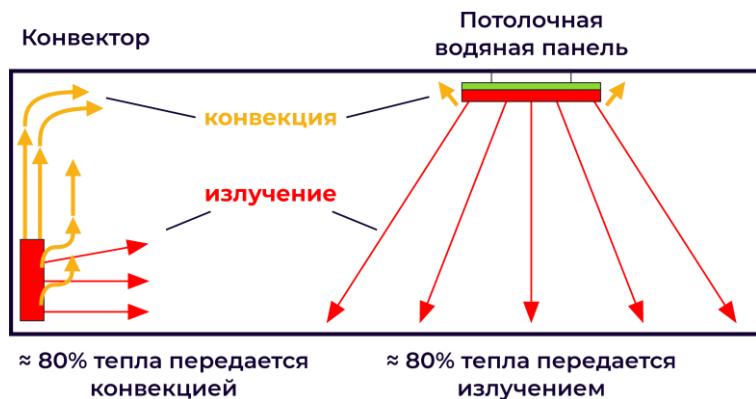 Конвектор
Потолочная
водяная панель
конвекция
излучение
≈ 80% тепла передается
конвекцией
≈ 80% тепла передается
излучением